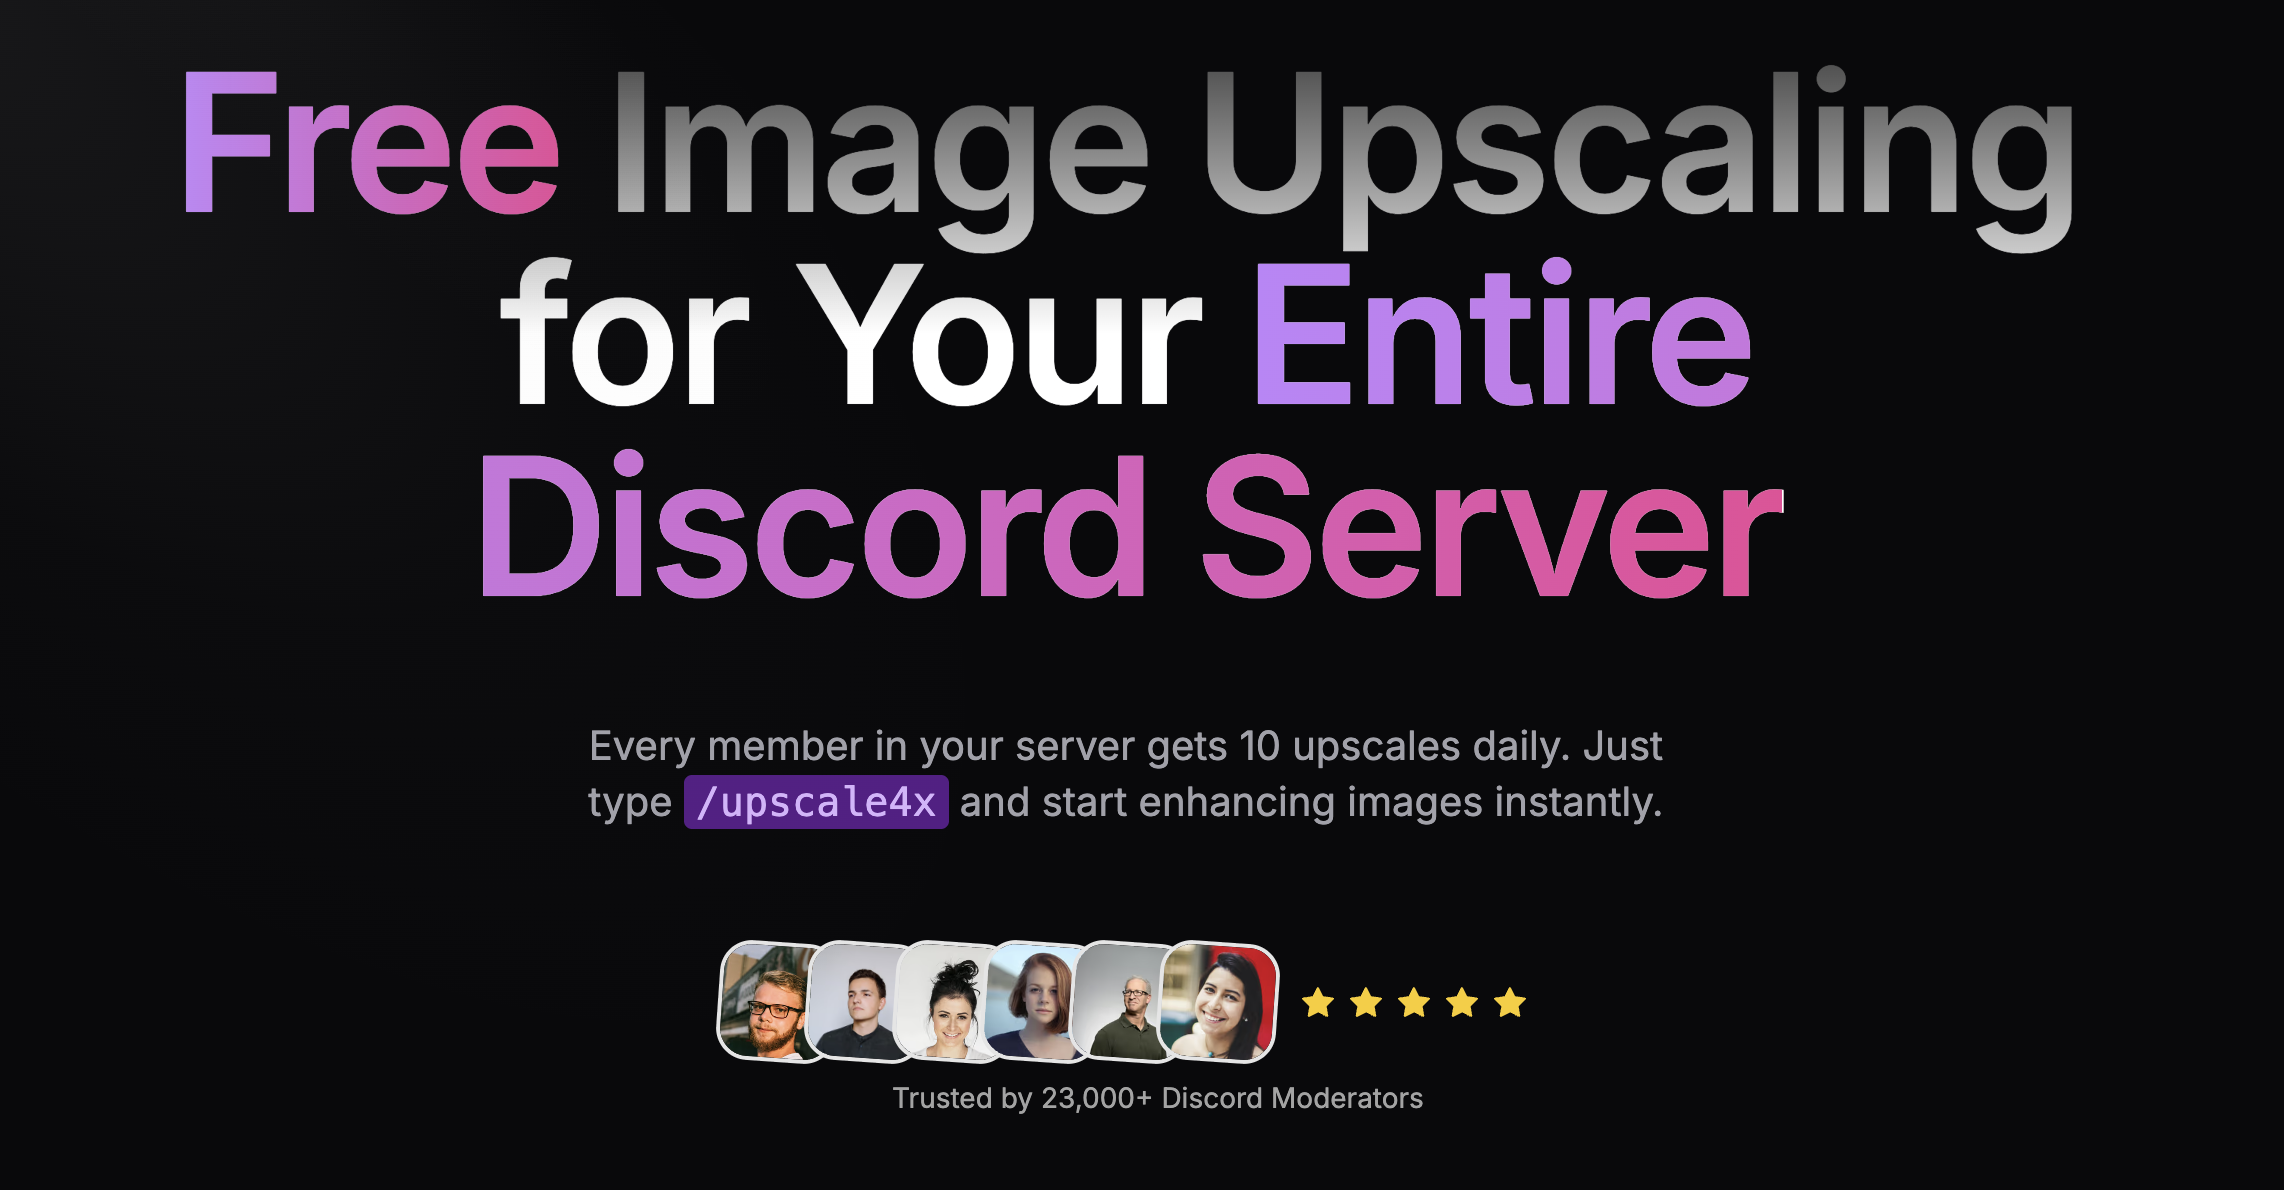 Free Image Upscaling
for Your Entire
Discord Server
Every member in your server gets 10 upscales daily. Just
type /upscale4x and start enhancing images instantly.
Trusted by 23,000+ Discord Moderators